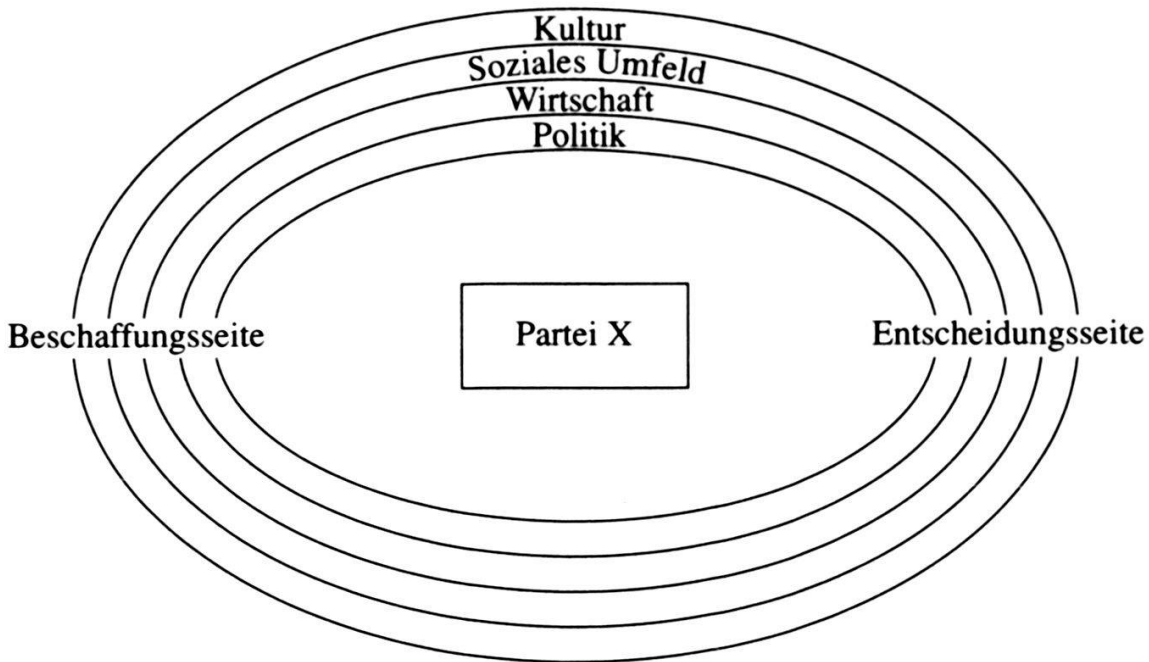 Kultur
Soziales Umfeld
Wirtschaft
Politik
Beschaffungsseite
Partei X
Entscheidungsseite